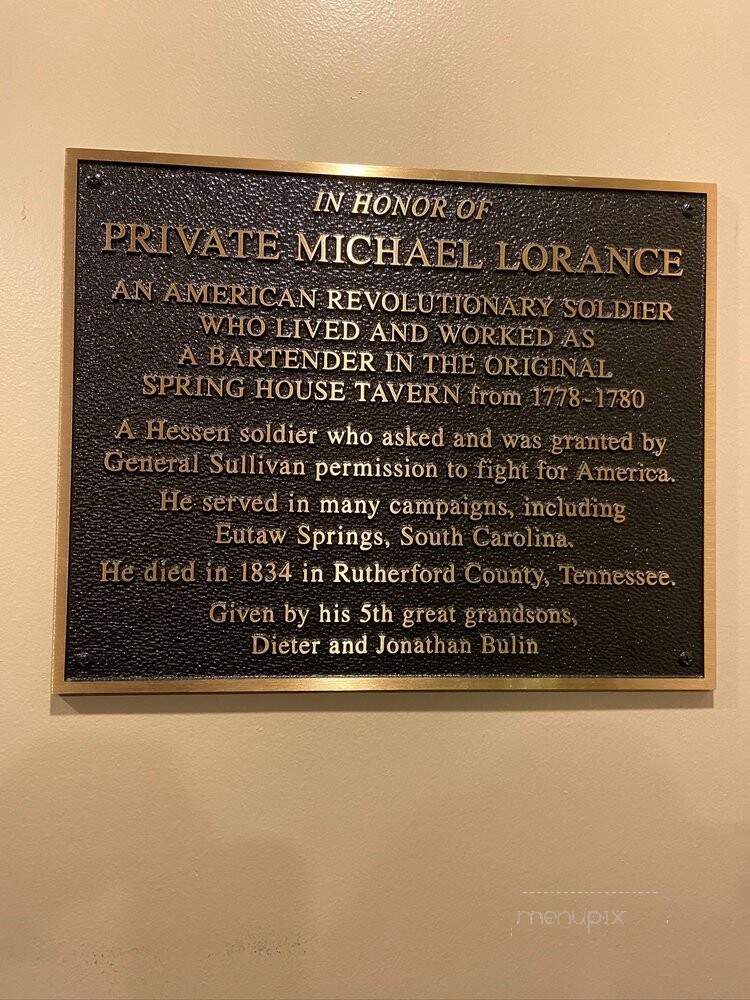 IN HONOR OF
PRIVATE MICHAEL LORANCE
AN AMERICAN REVOLUTIONARY SOLDIER
WHO LIVED AND WORKED AS
A BARTENDER IN THE ORIGINAL
SPRING HOUSE TAVERN from 1778-1780
A Hessen soldier who asked and was granted by
General Sullivan permission to fight for America.
He served in many campaigns, including
Eutaw Springs, South Carolina.
He died in 1834 in Rutherford County, Tennessee.
Given by his 5th great grandsons,
Dieter and Jonathan Bulin
menupix